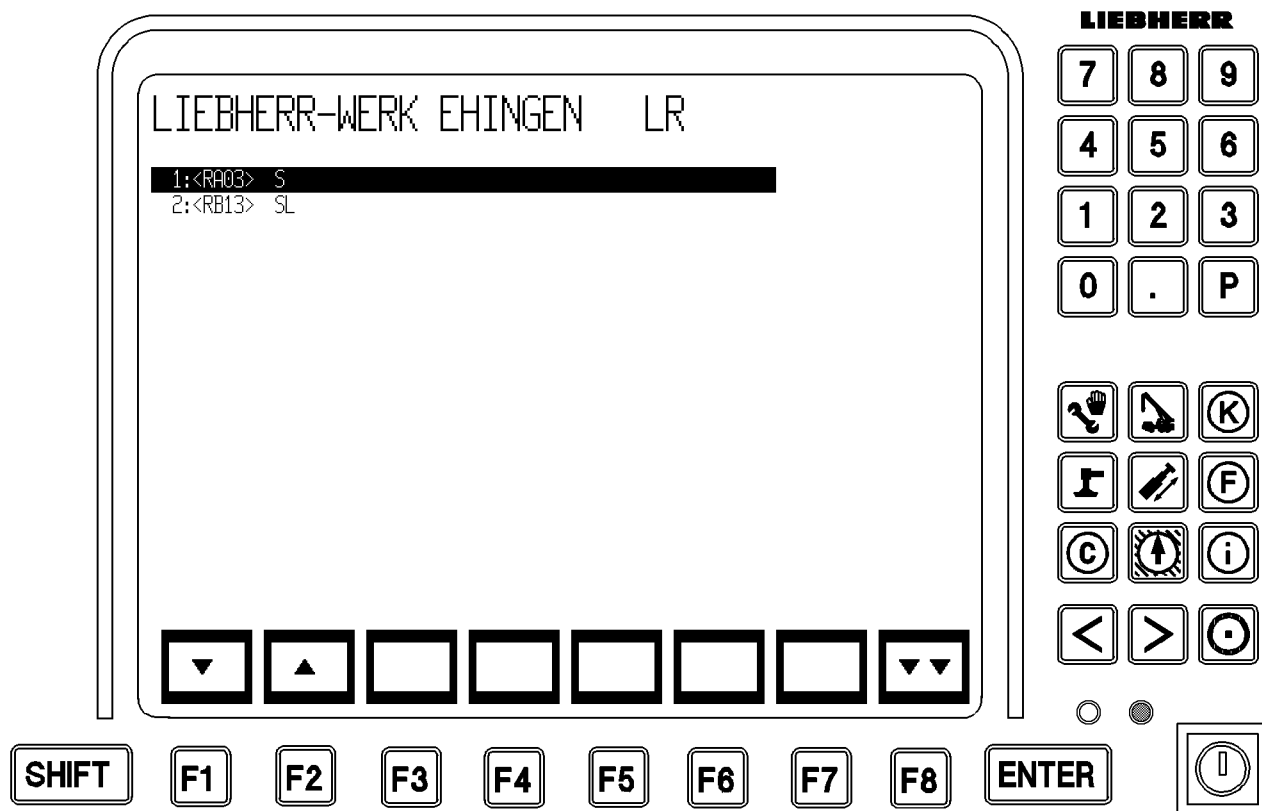 LIEBHERR
7 8 9
LIEBHERR-WERK EHINGEN LR
4 5 6
1:<RA03> S
2:<RB13> SL
1 2 3
0 . P
K
F
C i
< >
SHIFT F1 F2 F3 F4 F5 F6 F7 F8 ENTER